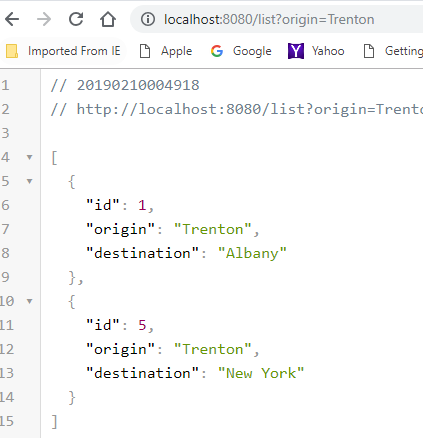 localhost:8080/list?origin=Trenton
Imported From IE Apple G Google Y Yahoo Getting
1 // 20190210004918
2 // http://localhost:8080/list?origin=Trent
3
4 [
5 {
6 "id": 1,
7 "origin": "Trenton",
8 "destination": "Albany"
9 },
10 {
11 "id": 5,
12 "origin": "Trenton",
13 "destination": "New York"
14 }
15 ]